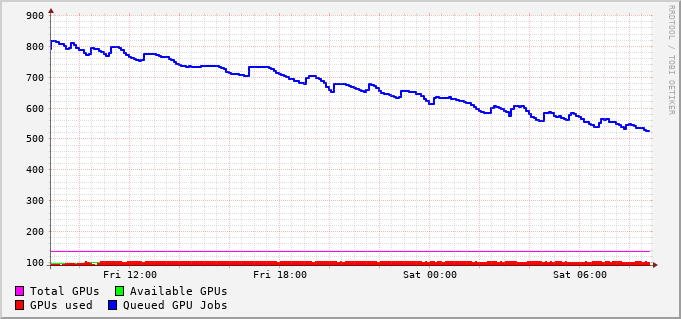 900
800
700
600
500
400
300
200
100
Fri 12:00 Fri 18:00 Sat 00:00 Sat 06:00
Total GPUs Available GPUs
GPUs used Queued GPU Jobs
RRDTOOL / TOBI OETIKER